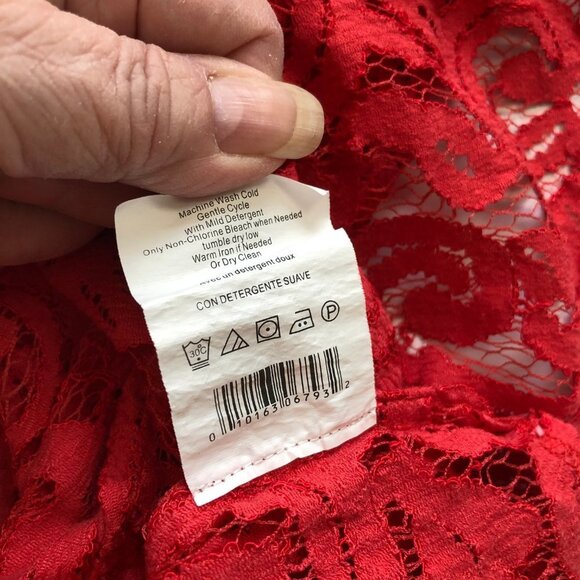 Machine Wash Cold
Gentle Cycle
With Mild Detergent
Only Non-Chlorine Bleach when Needed
tumble dry low
Warm Iron if Needed
Or Dry Clean
Avec un detergent doux
CON DETERGENTE SUAVE
30C P
0 10163 06793 2